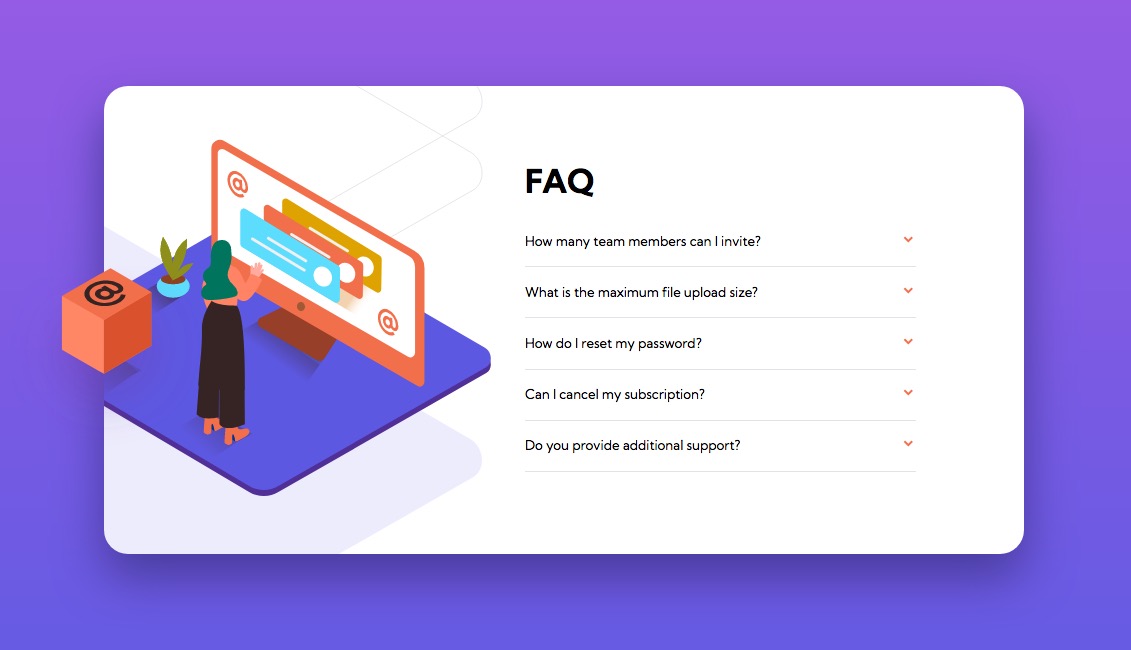 @
FAQ
How many team members can I invite?
@
What is the maximum file upload size?
@
How do I reset my password?
Can I cancel my subscription?
Do you provide additional support?